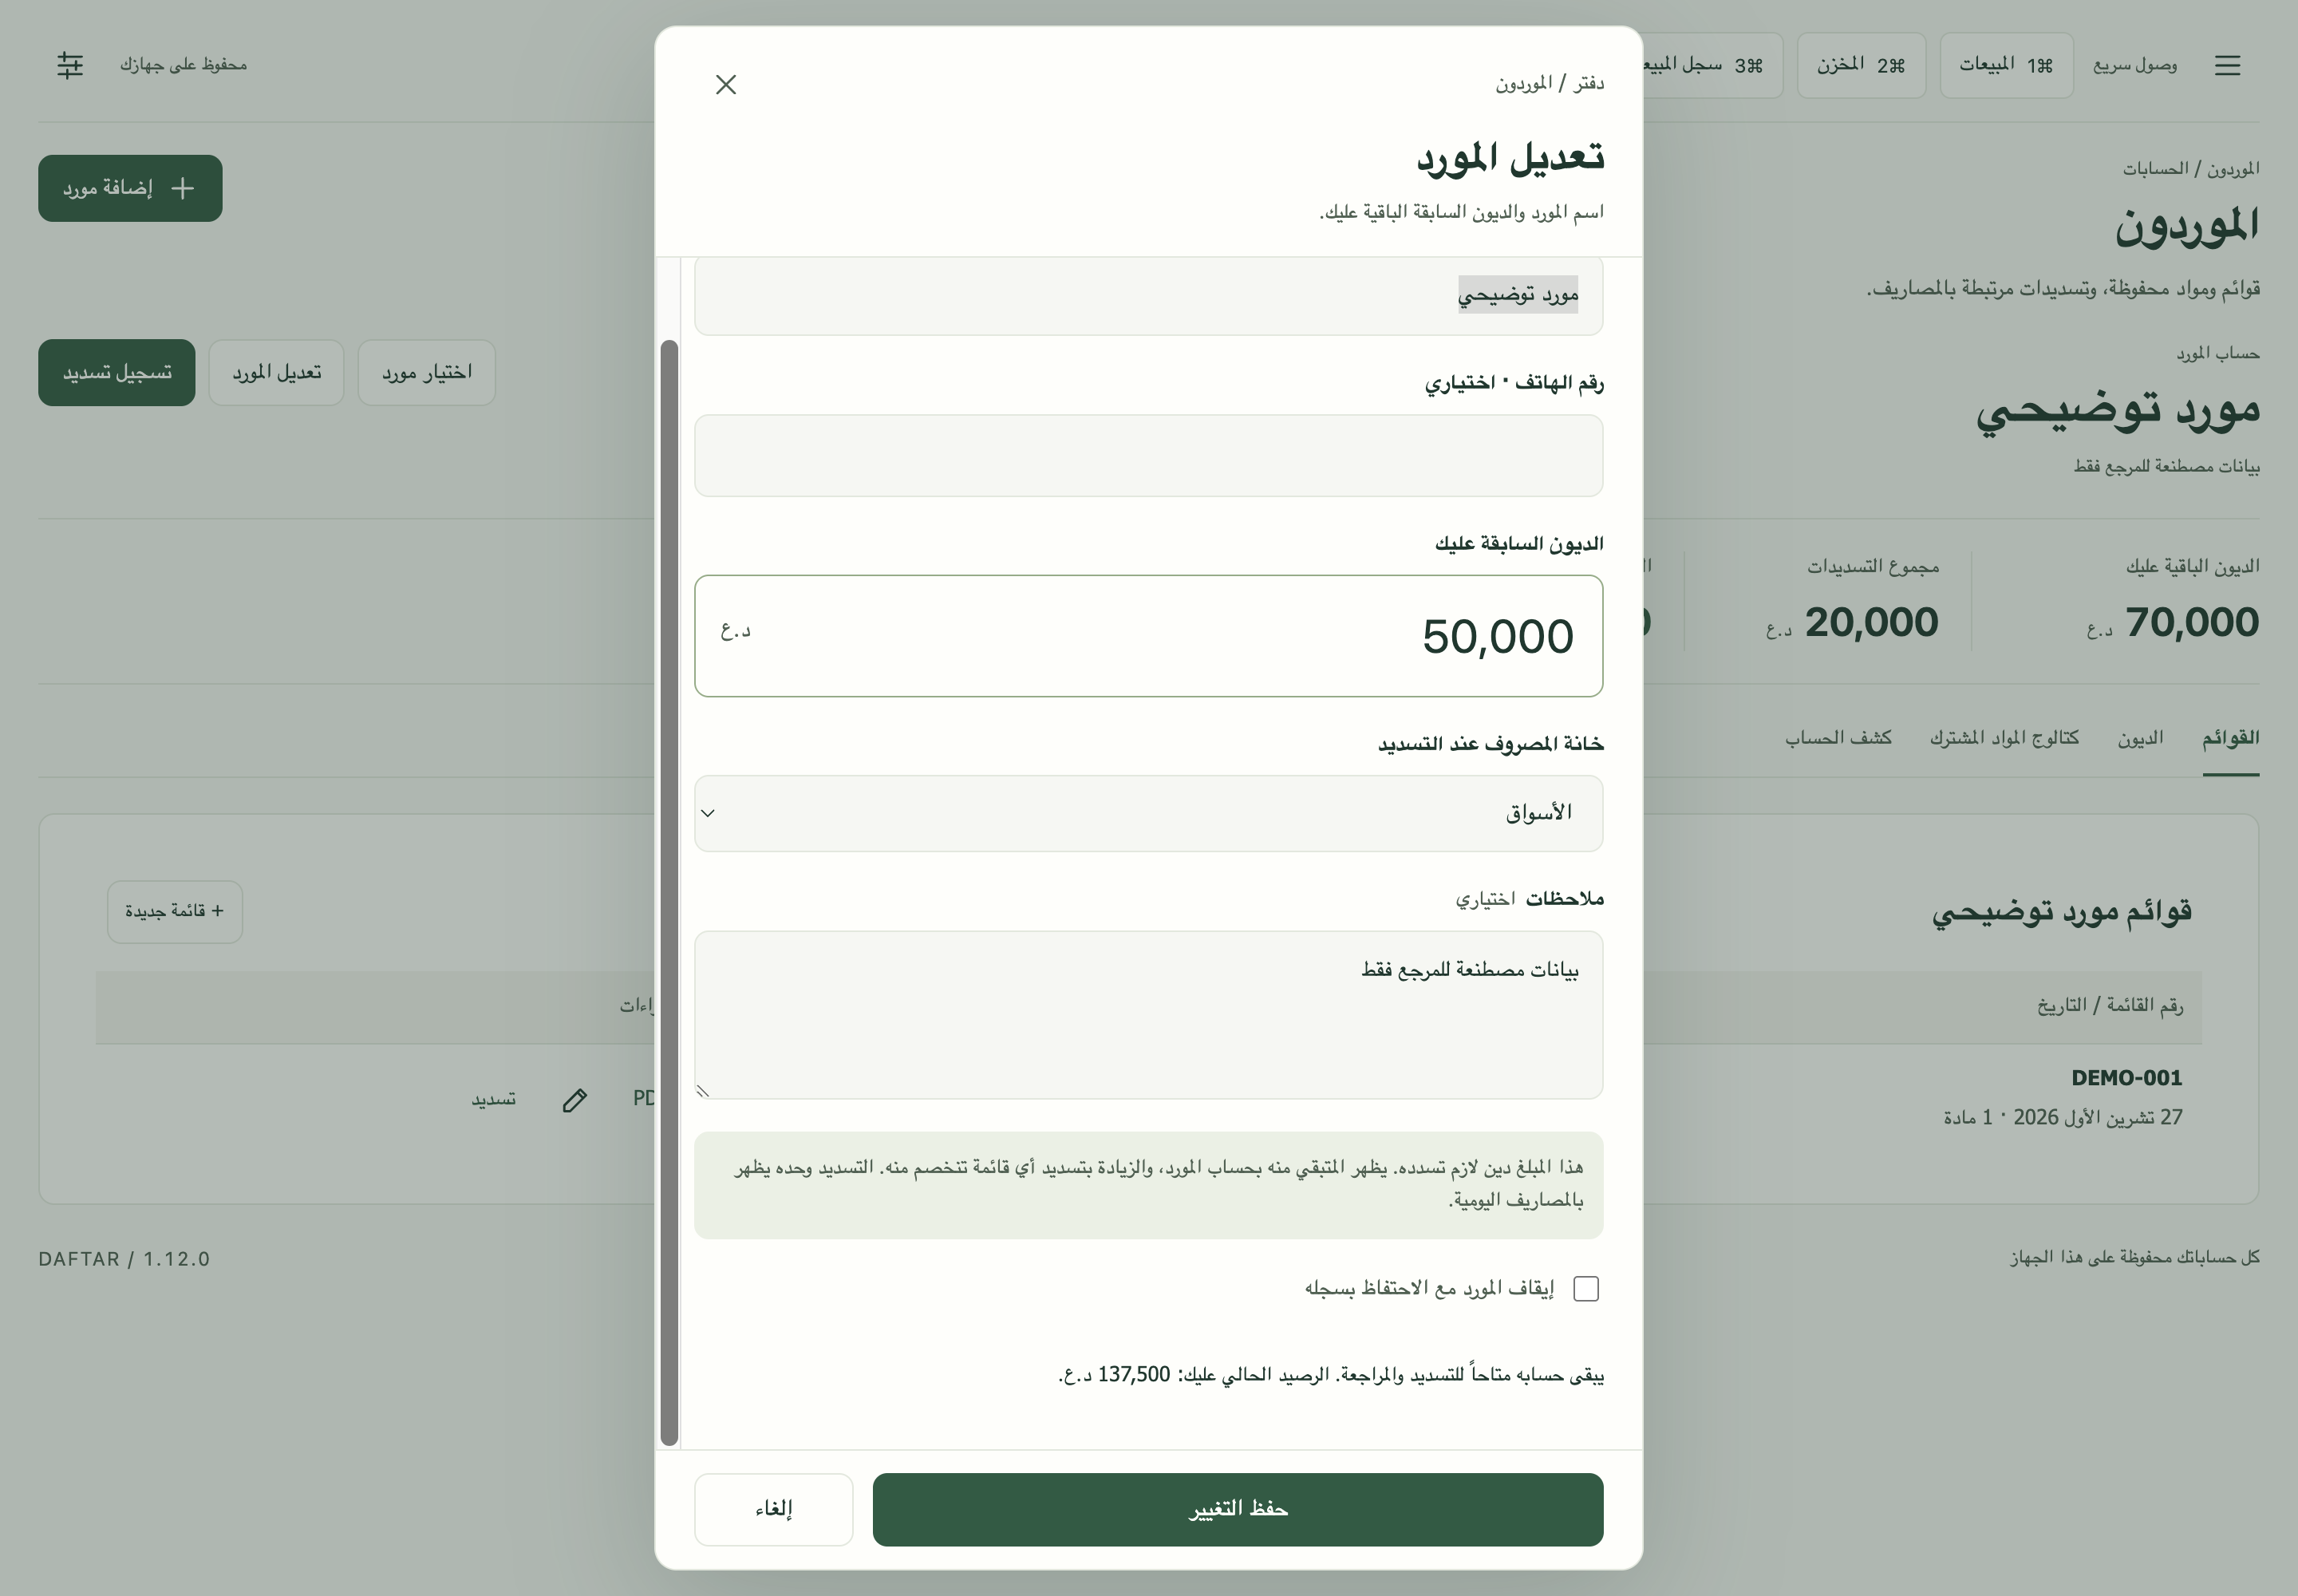 وصول سريع
⌘1 المبيعات
⌘2 المخزن
⌘3 سجل
محفوظ على جهازك
الموردون / الحسابات
الموردون
قوائم ومواد محفوظة، وتسديدات مرتبطة بالمصاريف.
إضافة مورد
حساب المورد
مورد توضيحي
بيانات مصطنعة للمرجع فقط
اختيار مورد
تعديل المورد
تسجيل تسديد
الديون الباقية عليك
70,000 د.ع
مجموع التسديدات
20,000 د.ع
القوائم
الديون
كتالوج المواد المشترك
كشف الحساب
قوائم مورد توضيحي
+ قائمة جديدة
رقم القائمة / التاريخ
DEMO-001
27 تشرين الأول 2026 · 1 مادة
تسديد
كل حساباتك محفوظة على هذا الجهاز
DAFTAR / 1.12.0
دفتر / الموردون
تعديل المورد
اسم المورد والديون السابقة الباقية عليك.
مورد توضيحي
رقم الهاتف · اختياري
الديون السابقة عليك
50,000 د.ع
خانة المصروف عند التسديد
الأسواق
ملاحظات اختياري
بيانات مصطنعة للمرجع فقط
هذا المبلغ دين لازم تسدده. يظهر المتبقي منه بحساب المورد، والزيادة بتسديد أي قائمة تنخصم منه. التسديد وحده يظهر
بالمصاريف اليومية.
إيقاف المورد مع الاحتفاظ بسجله
يبقى حسابه متاحاً للتسديد والمراجعة. الرصيد الحالي عليك: 137,500 د.ع.
حفظ التغيير
إلغاء